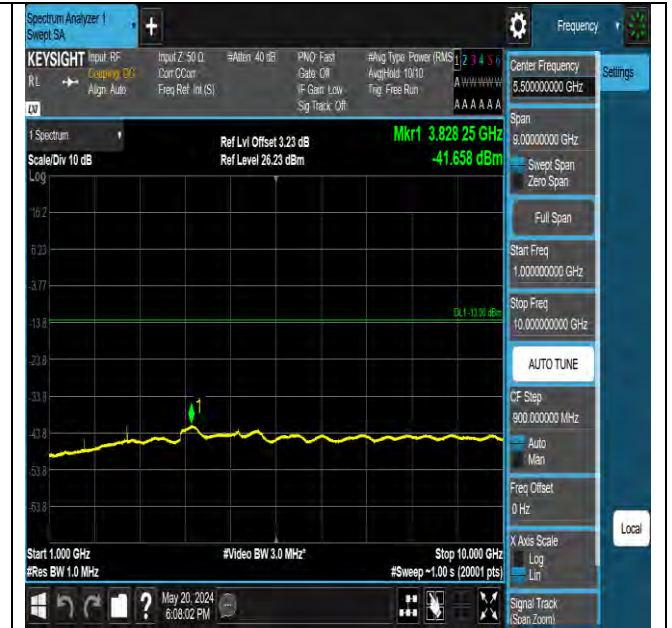 Spectrum Analyzer 1
Swept SA
+
Frequency
KEYSIGHT
RL
LXI
Input: RF
Coupling: DC
Align: Auto
Input Z: 50 Ω
Corr CCorr
Freq Ref: Int (S)
#Atten: 40 dB
PNO: Fast
Gate: Off
IF Gain: Low
Sig Track: Off
#Avg Type: Power (RMS
Avg|Hold: 10/10
Trig: Free Run
1 2 3 4 5 6
A W W W W W
A A A A A A
1 Spectrum
Scale/Div 10 dB
Log
Ref Lvl Offset 3.23 dB
Ref Level 26.23 dBm
Mkr1 3.828 25 GHz
-41.658 dBm
16.2
6.23
-3.77
-13.8
-23.8
-33.8
-43.8
-53.8
-63.8
DL1 -13.00 dBm
1
Start 1.000 GHz
#Res BW 1.0 MHz
#Video BW 3.0 MHz*
Stop 10.000 GHz
#Sweep ~1.00 s (20001 pts)
?
May 20, 2024
6:08:02 PM
Center Frequency
5.500000000 GHz
Settings
Span
9.00000000 GHz
Swept Span
Zero Span
Full Span
Start Freq
1.000000000 GHz
Stop Freq
10.000000000 GHz
AUTO TUNE
CF Step
900.000000 MHz
Auto
Man
Freq Offset
0 Hz
X Axis Scale
Log
Lin
Signal Track
(Span Zoom)
Local